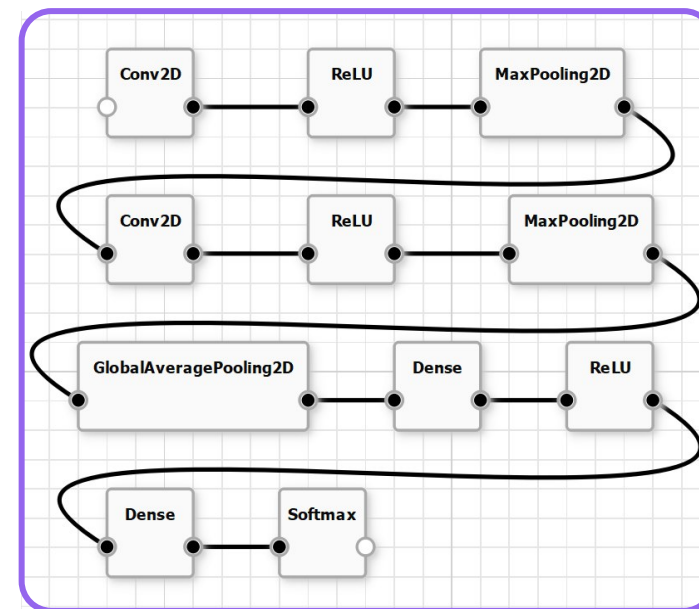 Conv2D ReLU MaxPooling2D
Conv2D ReLU MaxPooling2D
GlobalAveragePooling2D Dense ReLU
Dense Softmax